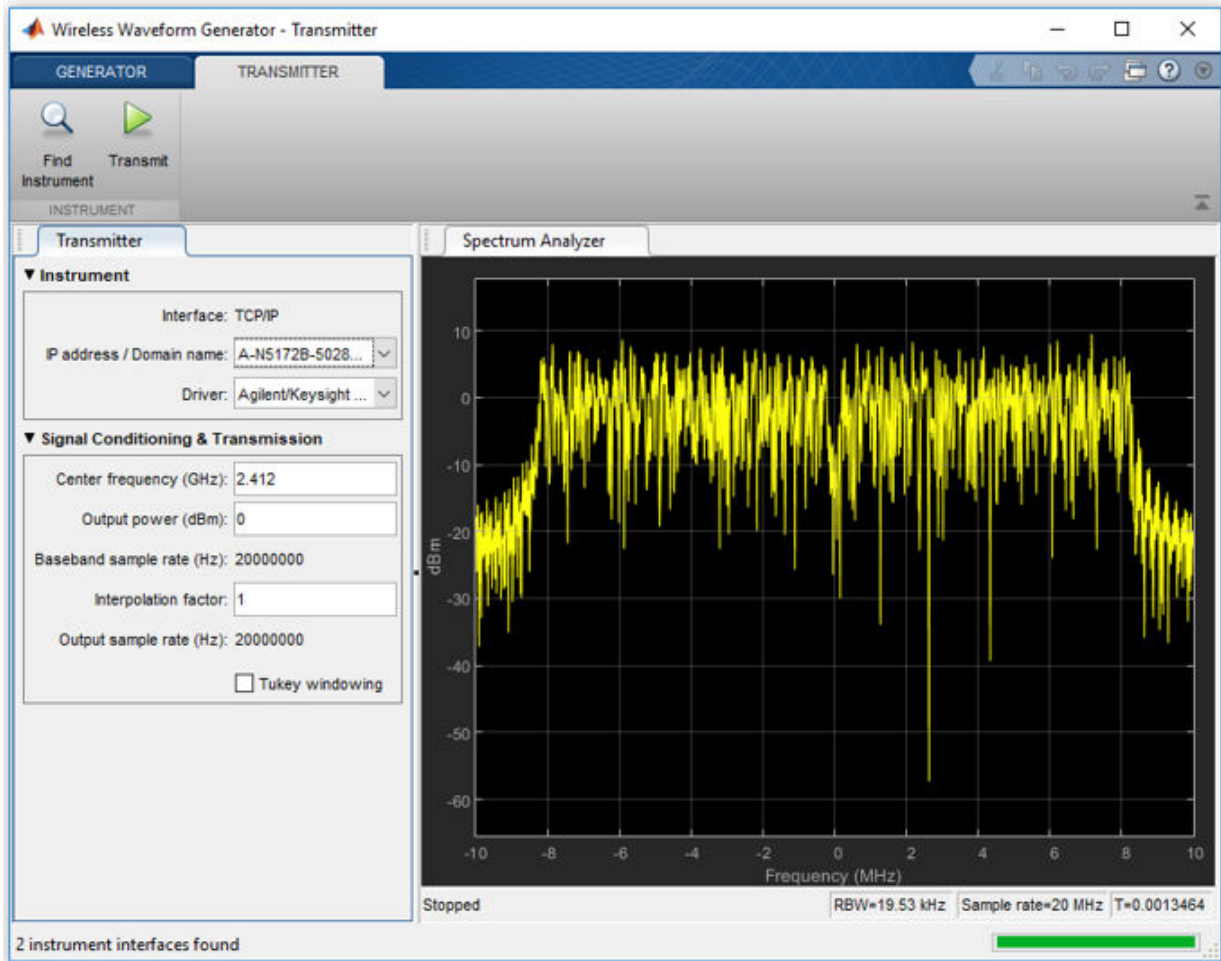 Wireless Waveform Generator - Transmitter
GENERATOR
TRANSMITTER
Find Instrument
Transmit
INSTRUMENT
Transmitter
▼ Instrument
Interface: TCP/IP
IP address / Domain name: A-N5172B-5028...
Driver: Agilent/Keysight ...
▼ Signal Conditioning & Transmission
Center frequency (GHz): 2.412
Output power (dBm): 0
Baseband sample rate (Hz): 20000000
Interpolation factor: 1
Output sample rate (Hz): 20000000
Tukey windowing
Spectrum Analyzer
10
0
-10
-20
-30
-40
-50
-60
dBm
-10 -8 -6 -4 -2 0 2 4 6 8 10
Frequency (MHz)
Stopped
RBW=19.53 kHz Sample rate=20 MHz T=0.0013464
2 instrument interfaces found